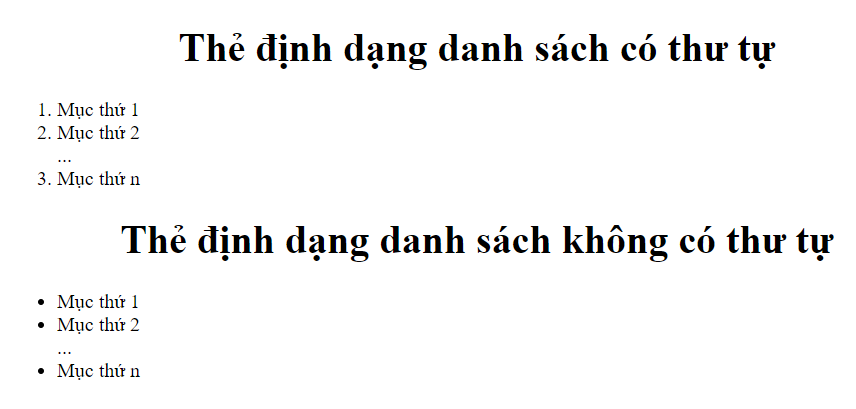 Thẻ định dạng danh sách có thư tự
1. Mục thứ 1
2. Mục thứ 2
...
3. Mục thứ n
Thẻ định dạng danh sách không có thư tự
• Mục thứ 1
• Mục thứ 2
...
• Mục thứ n